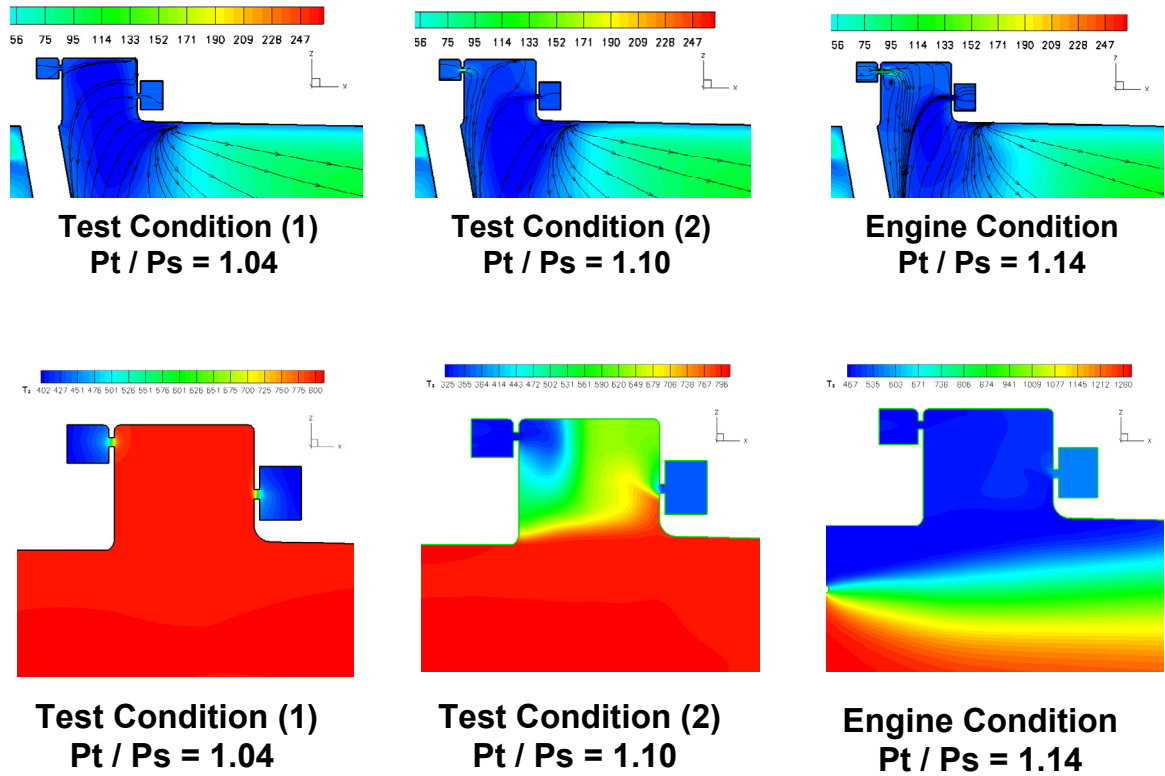 56 75 95 114 133 152 171 190 209 228 247
56 75 95 114 133 152 171 190 209 228 247
56 75 95 114 133 152 171 190 209 228 247
Z
X
Z
X
X
Test Condition (1)
Pt / Ps = 1.04
Test Condition (2)
Pt / Ps = 1.10
Engine Condition
Pt / Ps = 1.14
402 427 451 476 501 526 551 576 601 626 651 675 700 725 750 775 800
325 355 384 414 443 472 502 531 561 590 620 649 679 708 738 767 796
467 535 603 671 738 806 874 941 1009 1077 1145 1212 1280
Z
X
Z
X
Z
X
Test Condition (1)
Pt / Ps = 1.04
Test Condition (2)
Pt / Ps = 1.10
Engine Condition
Pt / Ps = 1.14